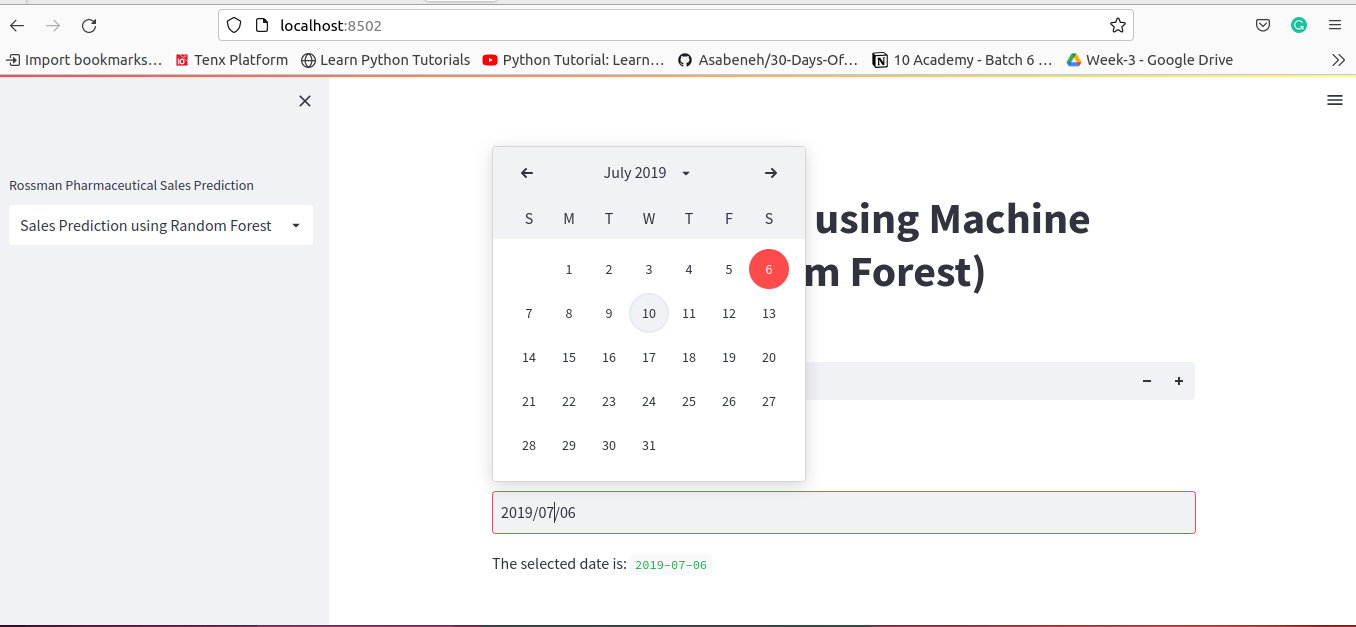 localhost:8502
Import bookmarks... Tenx Platform Learn Python Tutorials Python Tutorial: Learn... Asabeneh/30-Days-Of... 10 Academy - Batch 6 ... Week-3 - Google Drive
Rossman Pharmaceutical Sales Prediction
Sales Prediction using Random Forest
July 2019
S M T W T F S
1 2 3 4 5 6
7 8 9 10 11 12 13
14 15 16 17 18 19 20
21 22 23 24 25 26 27
28 29 30 31
using Machine
m Forest)
− +
2019/07/06
The selected date is: 2019-07-06